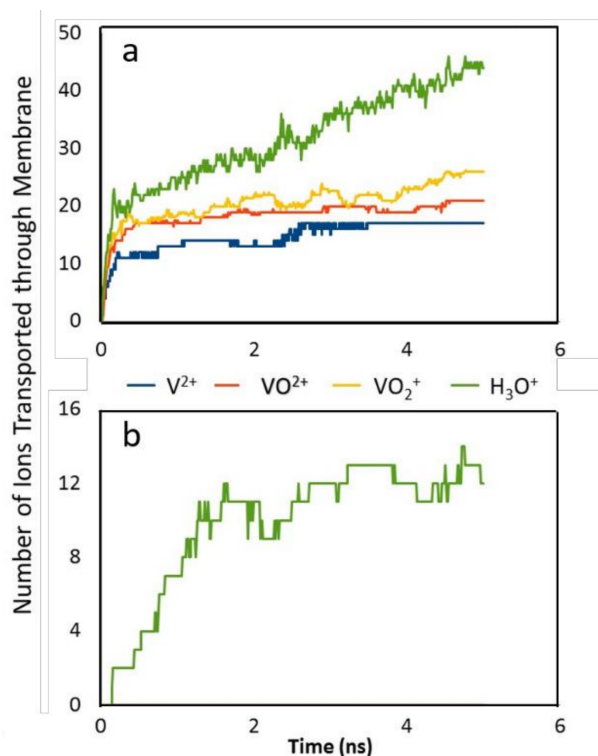 Number of Ions Transported through Membrane
a
50
40
30
20
10
0
0 2 4 6
V²⁺ VO²⁺ VO₂⁺ H₃O⁺
b
16
12
8
4
0
0 2 4 6
Time (ns)